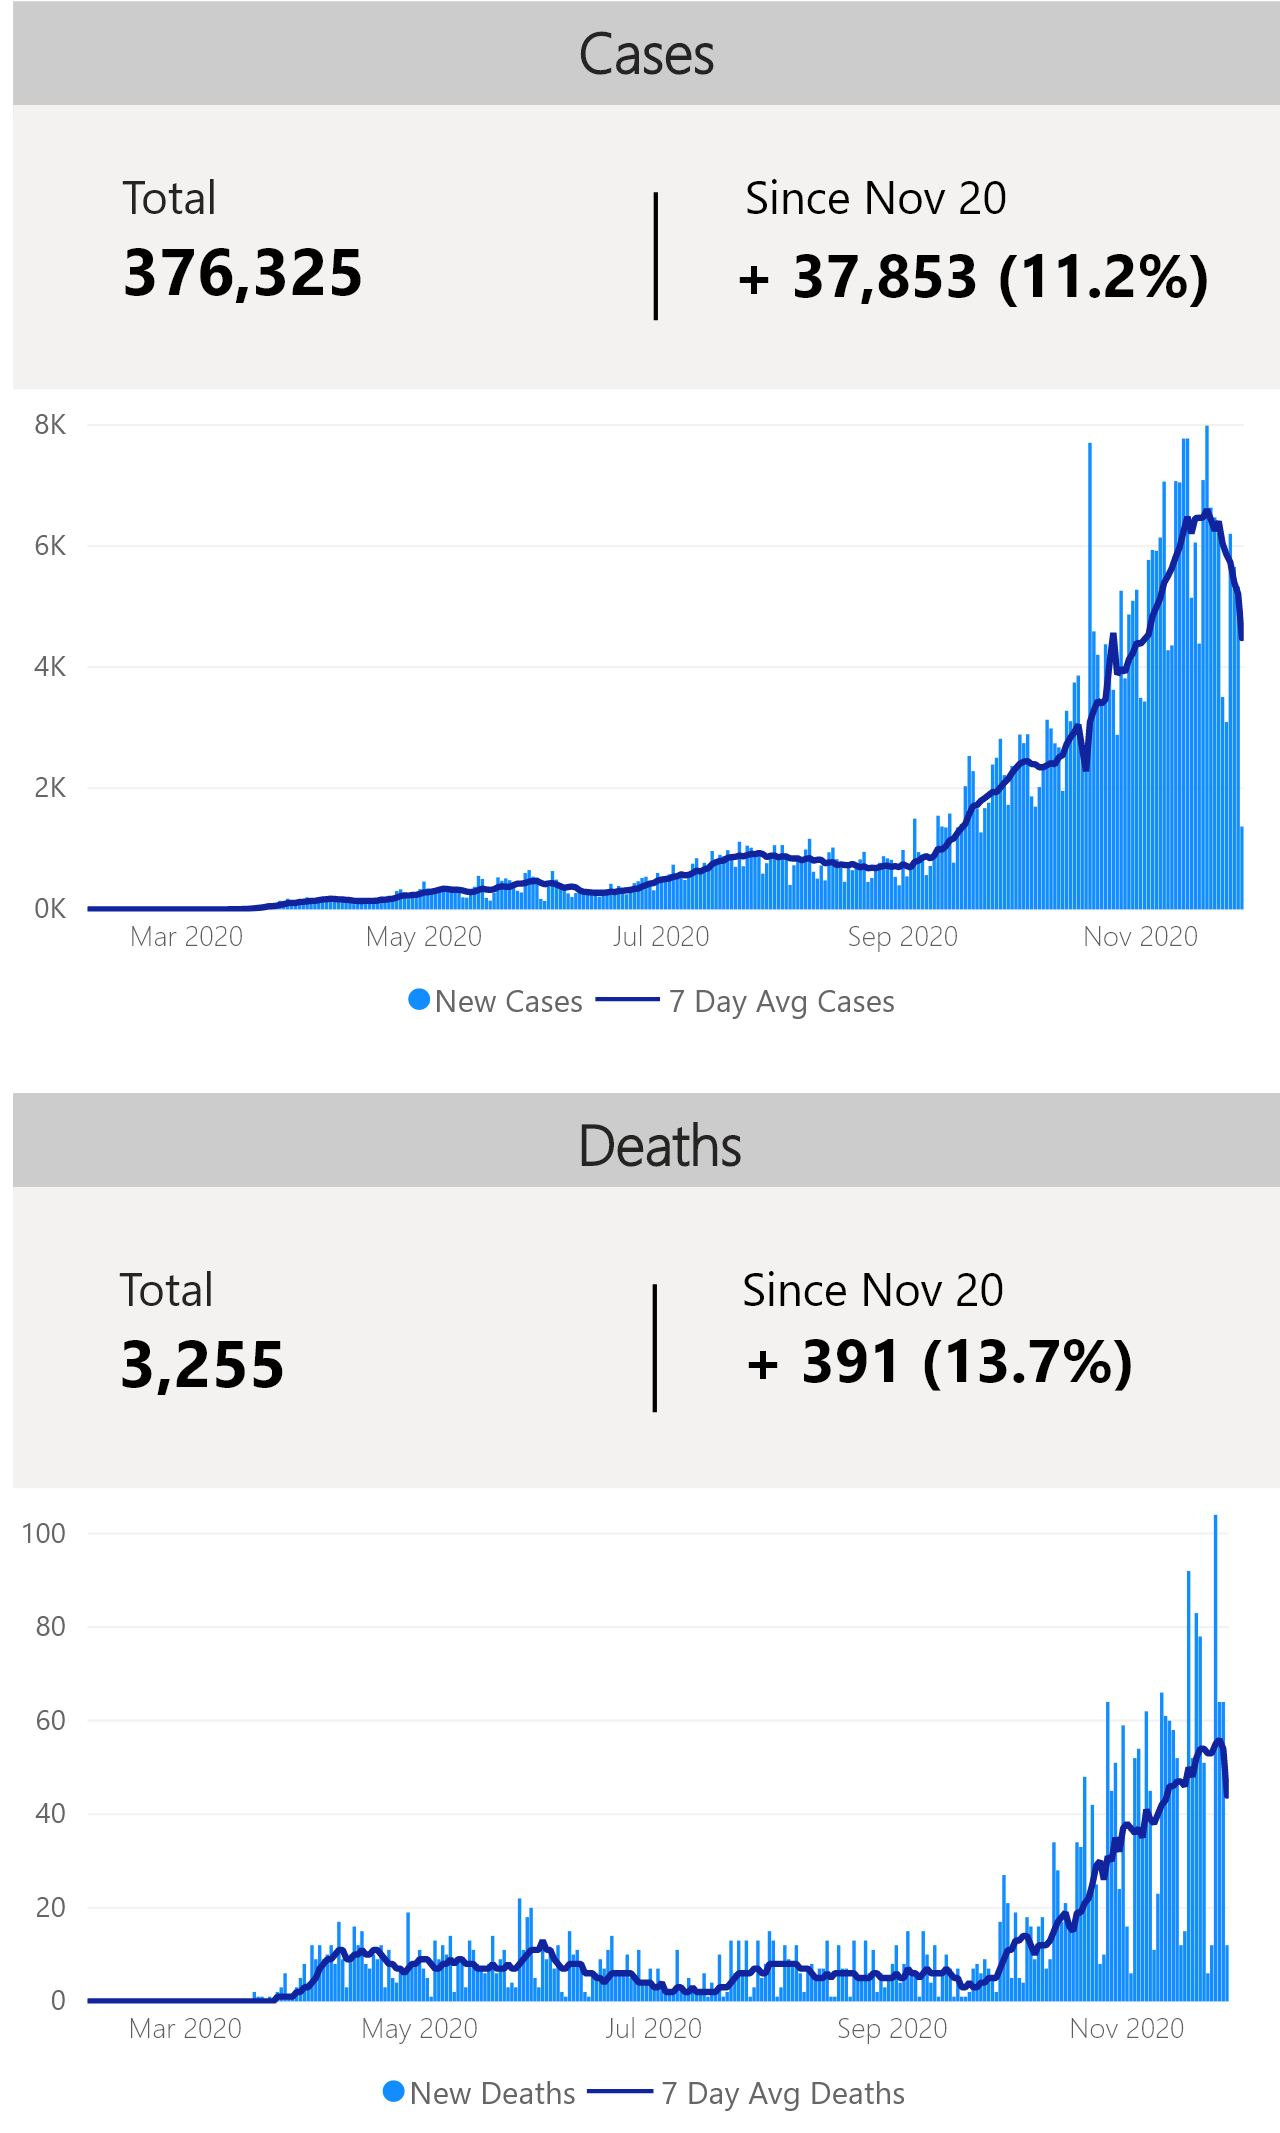 Cases
Total
Since Nov 20
376,325
+ 37,853 (11.2%)
8K
6K
4K
2K
0K
Mar 2020 May 2020 Jul 2020 Sep 2020 Nov 2020
New Cases 7 Day Avg Cases
Deaths
Total
Since Nov 20
3,255
+ 391 (13.7%)
100
80
60
40
20
0
Mar 2020 May 2020 Jul 2020 Sep 2020 Nov 2020
New Deaths 7 Day Avg Deaths